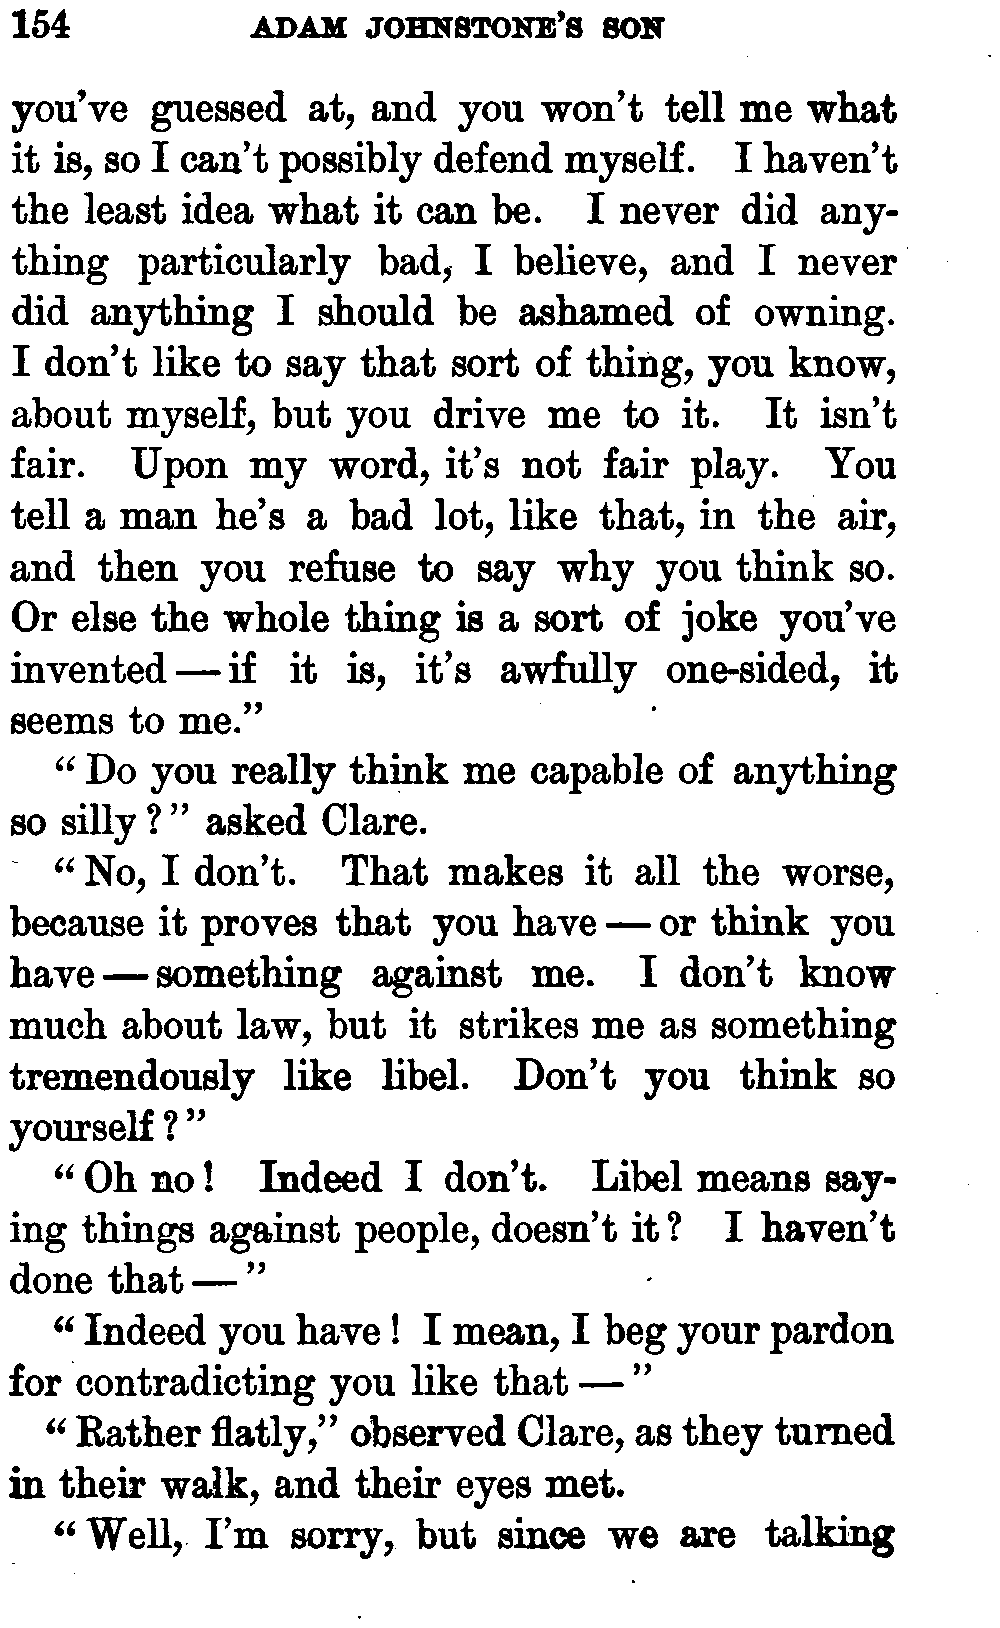 154 ADAM JOHNSTONE'S SON
you've guessed at, and you won't tell me what
it is, so I can't possibly defend myself. I haven't
the least idea what it can be. I never did any-
thing particularly bad, I believe, and I never
did anything I should be ashamed of owning.
I don't like to say that sort of thing, you know,
about myself, but you drive me to it. It isn't
fair. Upon my word, it's not fair play. You
tell a man he's a bad lot, like that, in the air,
and then you refuse to say why you think so.
Or else the whole thing is a sort of joke you've
invented — if it is, it's awfully one-sided, it
seems to me."
"Do you really think me capable of anything
so silly?" asked Clare.
"No, I don't. That makes it all the worse,
because it proves that you have — or think you
have — something against me. I don't know
much about law, but it strikes me as something
tremendously like libel. Don't you think so
yourself?"
"Oh no! Indeed I don't. Libel means say-
ing things against people, doesn't it? I haven't
done that —"
"Indeed you have! I mean, I beg your pardon
for contradicting you like that —"
"Rather flatly," observed Clare, as they turned
in their walk, and their eyes met.
"Well, I'm sorry, but since we are talking